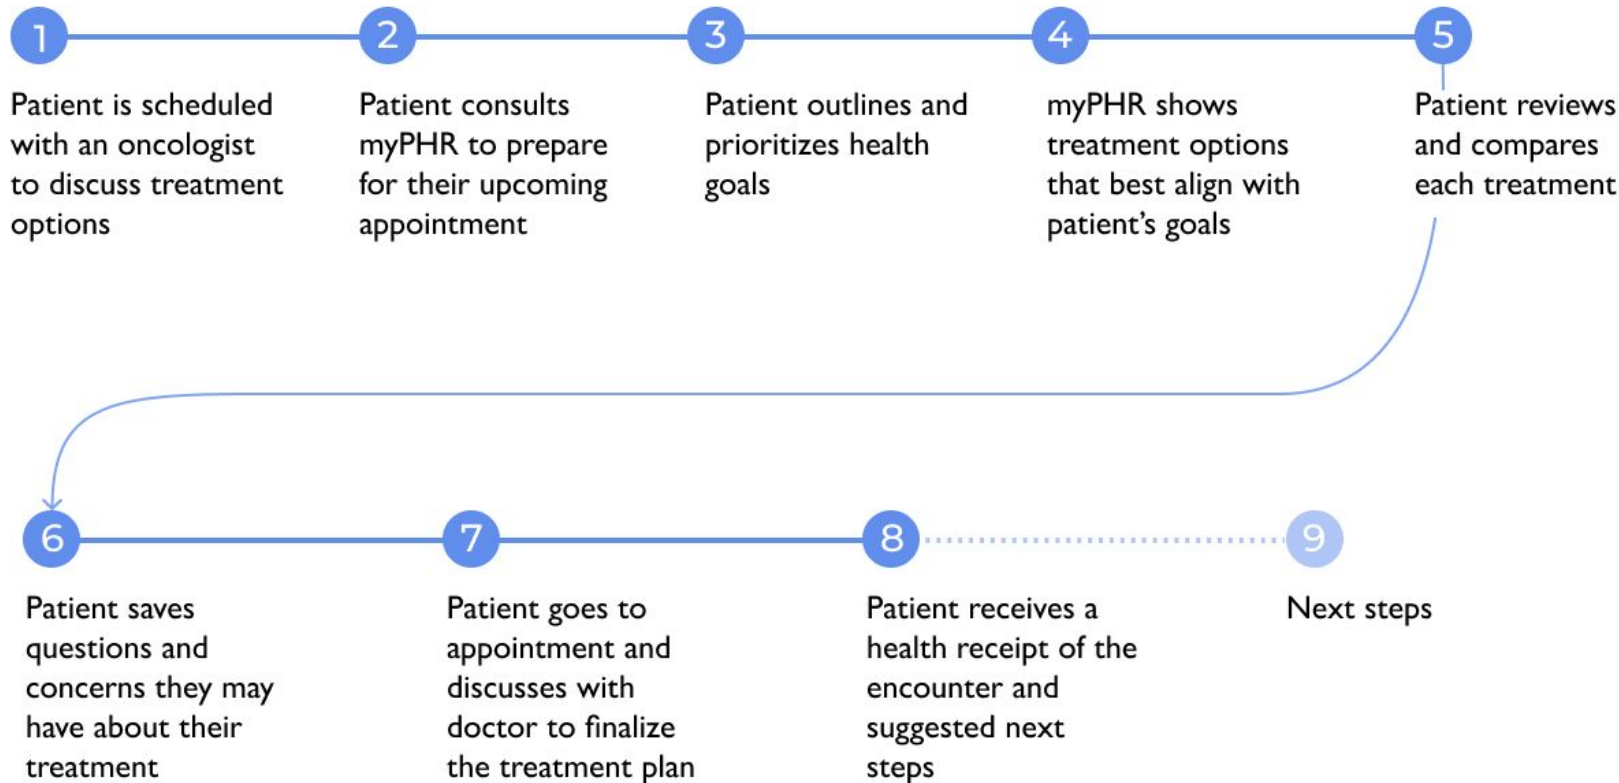 1
Patient is scheduled
with an oncologist
to discuss treatment
options
2
Patient consults
myPHR to prepare
for their upcoming
appointment
3
Patient outlines and
prioritizes health
goals
4
myPHR shows
treatment options
that best align with
patient’s goals
5
Patient reviews
and compares
each treatment
6
Patient saves
questions and
concerns they may
have about their
treatment
7
Patient goes to
appointment and
discusses with
doctor to finalize
the treatment plan
8
Patient receives a
health receipt of the
encounter and
suggested next
steps
9
Next steps